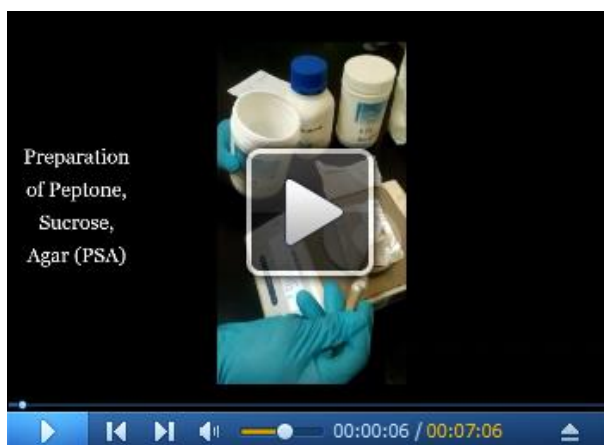 Preparation
of Peptone,
Sucrose,
Agar (PSA)
00:00:06 / 00:07:06